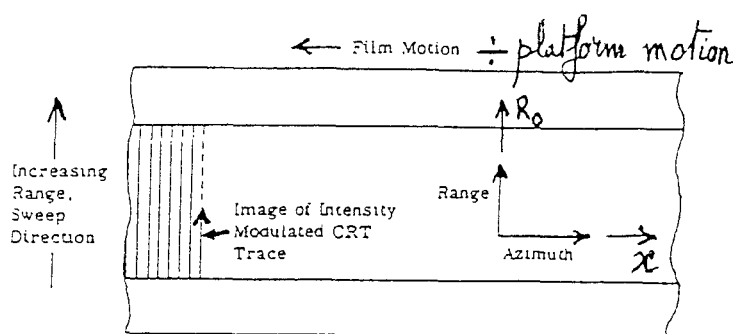 ← Film Motion ÷ platform motion
R₀
Increasing
Range,
Sweep
Direction
Range
Image of Intensity
Modulated CRT
Trace
Azimuth
x